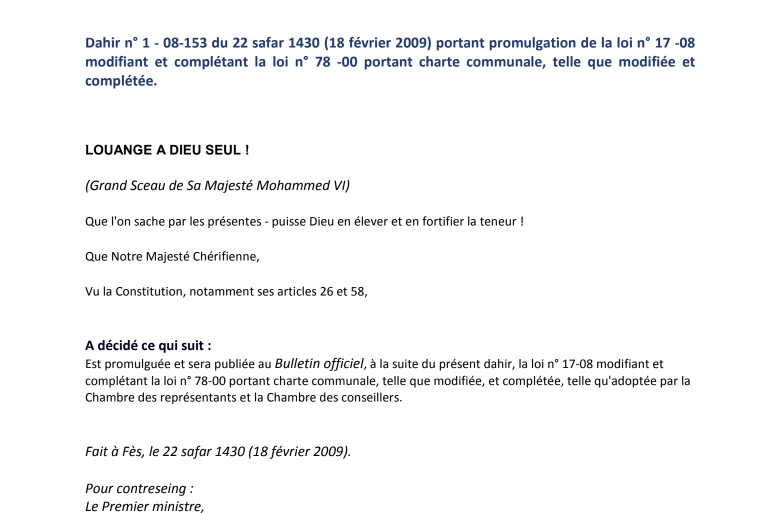 Dahir n° 1 - 08-153 du 22 safar 1430 (18 février 2009) portant promulgation de la loi n° 17 -08
modifiant et complétant la loi n° 78 -00 portant charte communale, telle que modifiée et
complétée.
LOUANGE A DIEU SEUL !
(Grand Sceau de Sa Majesté Mohammed VI)
Que l'on sache par les présentes - puisse Dieu en élever et en fortifier la teneur !
Que Notre Majesté Chérifienne,
Vu la Constitution, notamment ses articles 26 et 58,
A décidé ce qui suit :
Est promulguée et sera publiée au Bulletin officiel, à la suite du présent dahir, la loi n° 17-08 modifiant et
complétant la loi n° 78-00 portant charte communale, telle que modifiée, et complétée, telle qu'adoptée par la
Chambre des représentants et la Chambre des conseillers.
Fait à Fès, le 22 safar 1430 (18 février 2009).
Pour contreseing :
Le Premier ministre,